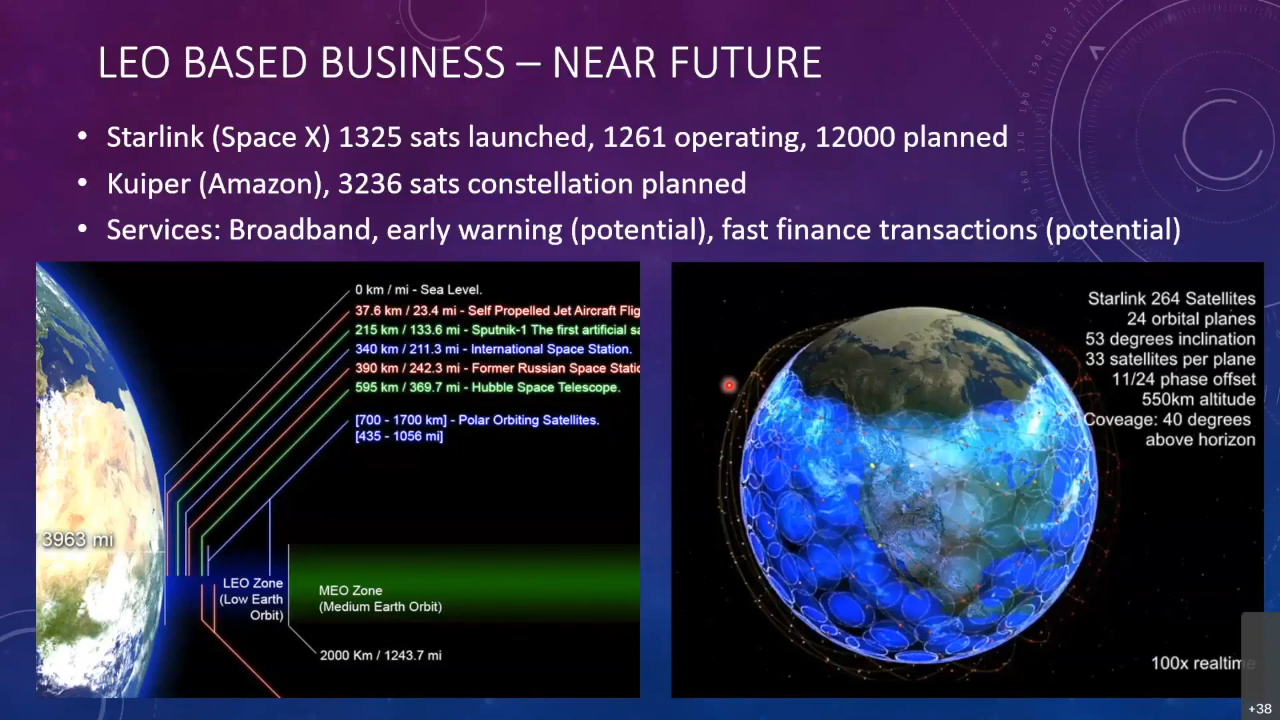 LEO BASED BUSINESS – NEAR FUTURE
• Starlink (Space X) 1325 sats launched, 1261 operating, 12000 planned
• Kuiper (Amazon), 3236 sats constellation planned
• Services: Broadband, early warning (potential), fast finance transactions (potential)
0 km / mi - Sea Level.
37.6 km / 23.4 mi - Self Propelled Jet Aircraft Flig
215 km / 133.6 mi - Sputnik-1 The first artificial sa
340 km / 211.3 mi - International Space Station.
390 km / 242.3 mi - Former Russian Space Static
595 km / 369.7 mi - Hubble Space Telescope.
[700 - 1700 km] - Polar Orbiting Satellites.
[435 - 1056 mi]
3963 mi
LEO Zone
(Low Earth
Orbit)
MEO Zone
(Medium Earth Orbit)
2000 Km / 1243.7 mi
Starlink 264 Satellites
24 orbital planes
53 degrees inclination
33 satellites per plane
11/24 phase offset
550km altitude
Coveage: 40 degrees
above horizon
100x realtime
+38